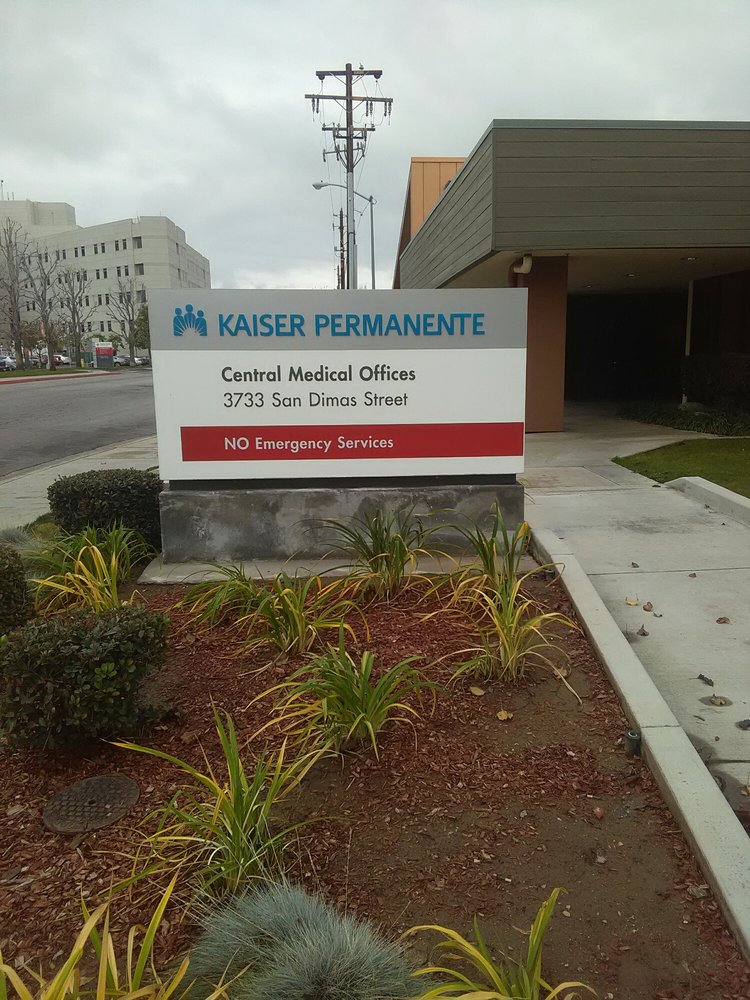 KAISER PERMANENTE
Central Medical Offices
3733 San Dimas Street
NO Emergency Services